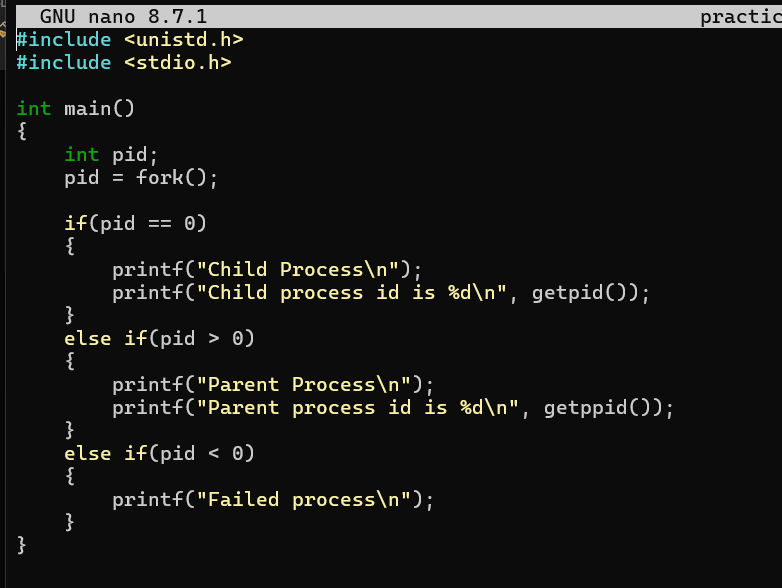 GNU nano 8.7.1 practic
#include <unistd.h>
#include <stdio.h>
int main()
{
    int pid;
    pid = fork();
    if(pid == 0)
    {
        printf("Child Process\n");
        printf("Child process id is %d\n", getpid());
    }
    else if(pid > 0)
    {
        printf("Parent Process\n");
        printf("Parent process id is %d\n", getppid());
    }
    else if(pid < 0)
    {
        printf("Failed process\n");
    }
}